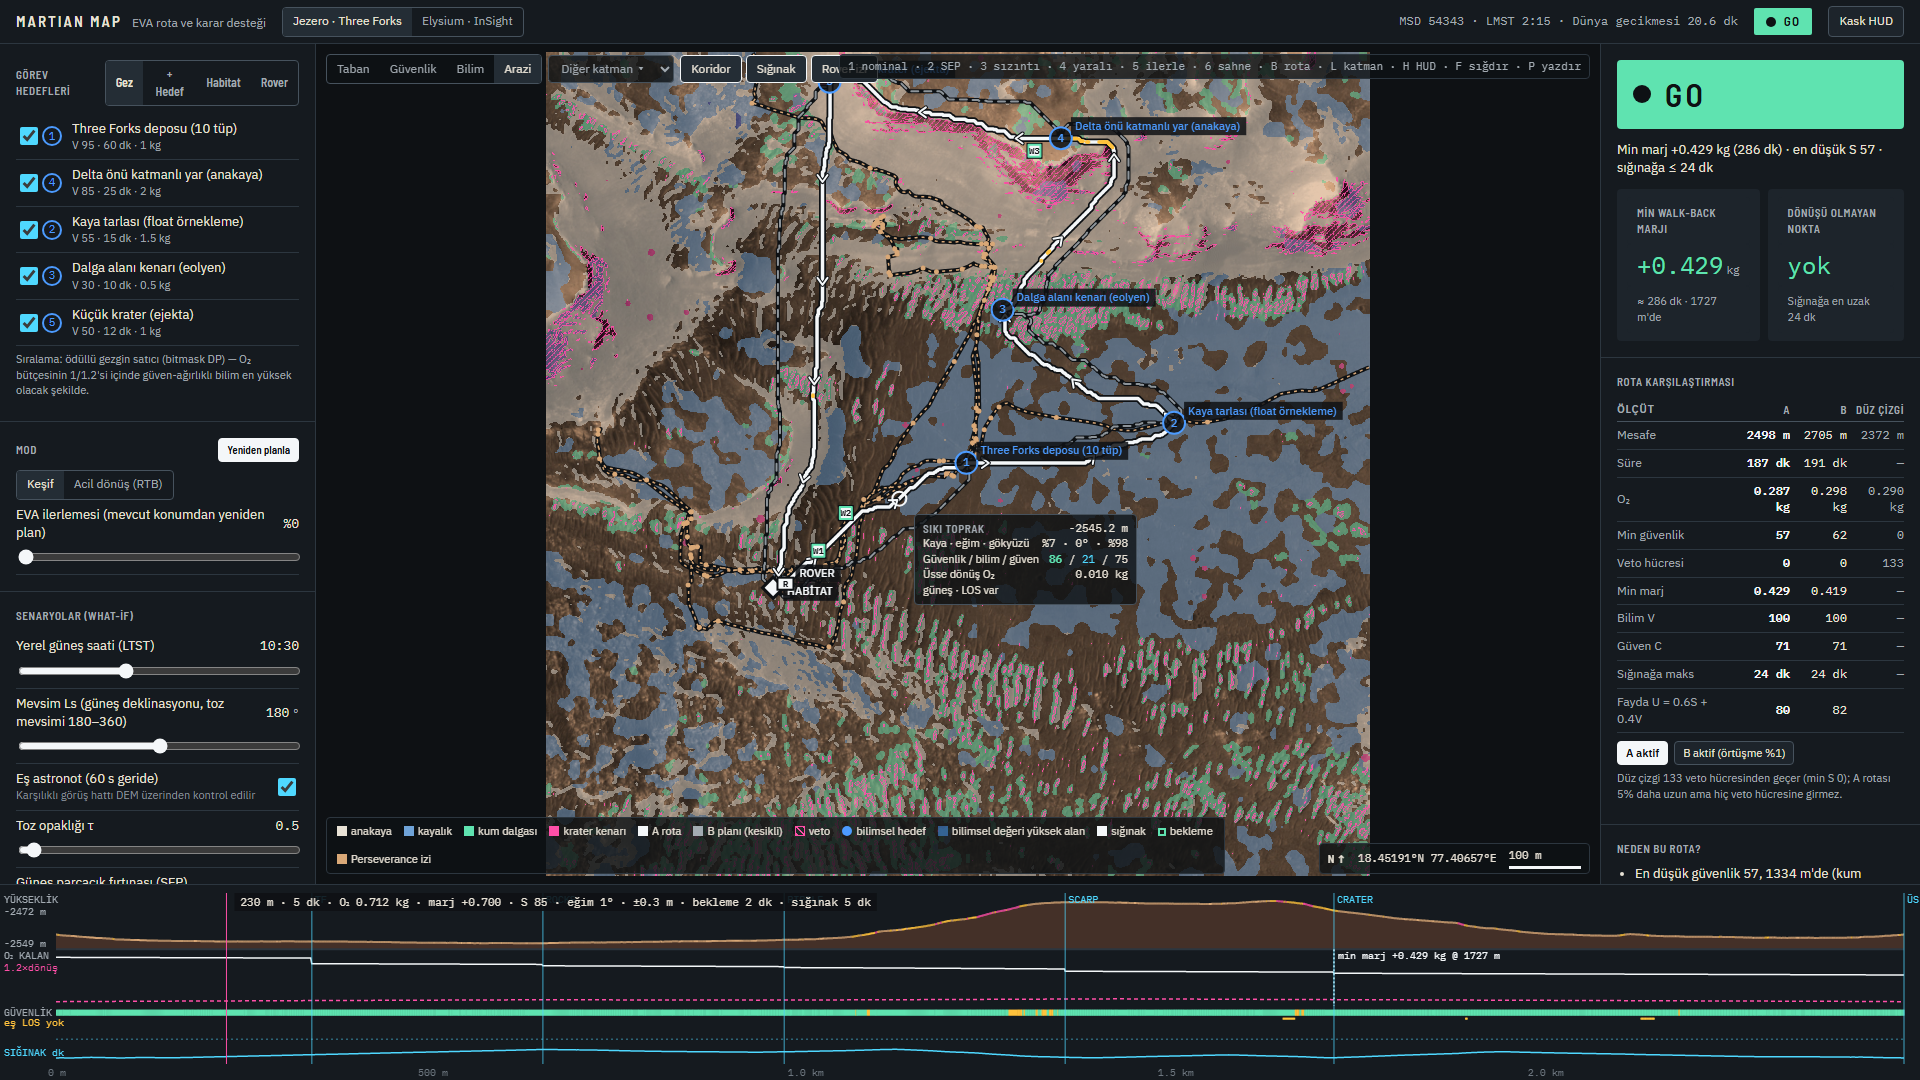 MARTIAN MAP EVA rota ve karar desteği Jezero · Three Forks Elysium · InSight MSD 54343 · LMST 2:15 · Dünya gecikmesi 20.6 dk GO Kask HUD
GÖREV HEDEFLERİ Gez + Hedef Habitat Rover
1 Three Forks deposu (10 tüp)
V 95 · 60 dk · 1 kg
4 Delta önü katmanlı yar (anakaya)
V 85 · 25 dk · 2 kg
2 Kaya tarlası (float örnekleme)
V 55 · 15 dk · 1.5 kg
3 Dalga alanı kenarı (eolyen)
V 30 · 10 dk · 0.5 kg
5 Küçük krater (ejekta)
V 50 · 12 dk · 1 kg
Sıralama: ödüllü gezgin satıcı (bitmask DP) — O₂
bütçesinin 1/1.2'si içinde güven-ağırlıklı bilim en yüksek
olacak şekilde.
MOD Yeniden planla
Keşif Acil dönüş (RTB)
EVA ilerlemesi (mevcut konumdan yeniden
plan) %0
SENARYOLAR (WHAT-İF)
Yerel güneş saati (LTST) 10:30
Mevsim Ls (güneş deklinasyonu, toz
mevsimi 180–360) 180 °
Eş astronot (60 s geride)
Karşılıklı görüş hattı DEM üzerinden kontrol edilir
Toz opaklığı τ 0.5
Güneş parçacık fırtınası (SEP)
Taban Güvenlik Bilim Arazi Diğer katman Koridor Sığınak
1 nominal · 2 SEP · 3 sızıntı · 4 yaralı · 5 ilerle · 6 sahne · B rota · L katman · H HUD · F sığdır · P yazdır
4 Delta önü katmanlı yar (anakaya)
W3
3 Dalga alanı kenarı (eolyen)
2 Kaya tarlası (float örnekleme)
1 Three Forks deposu (10 tüp)
W2
W1
R ROVER
HABİTAT
SIKI TOPRAK -2545.2 m
Kaya · eğim · gökyüzü %7 · 0° · %98
Güvenlik / bilim / güven 86 / 21 / 75
Üsse dönüş O₂ 0.010 kg
güneş · LOS var
anakaya kayalık kum dalgası krater kenarı A rota B planı (kesikli) veto bilimsel hedef bilimsel değeri yüksek alan sığınak bekleme
Perseverance izi
N ↑ 18.45191°N 77.40657°E 100 m
GO
Min marj +0.429 kg (286 dk) · en düşük S 57 ·
sığınağa ≤ 24 dk
MİN WALK-BACK MARJI
+0.429 kg
≈ 286 dk · 1727 m'de
DÖNÜŞÜ OLMAYAN NOKTA
yok
Sığınağa en uzak 24 dk
ROTA KARŞILAŞTIRMASI
ÖLÇÜT A B DÜZ ÇİZGİ
Mesafe 2498 m 2705 m 2372 m
Süre 187 dk 191 dk –
O₂ 0.287 kg 0.298 kg 0.290 kg
Min güvenlik 57 62 0
Veto hücresi 0 0 133
Min marj 0.429 0.419 –
Bilim V 100 100 –
Güven C 71 71 –
Sığınağa maks 24 dk 24 dk –
Fayda U = 0.6S + 0.4V 80 82
A aktif B aktif (örtüşme %1)
Düz çizgi 133 veto hücresinden geçer (min S 0); A rotası
5% daha uzun ama hiç veto hücresine girmez.
NEDEN BU ROTA?
• En düşük güvenlik 57, 1334 m'de (kum
YÜKSEKLİK
-2472 m
230 m · 5 dk · O₂ 0.712 kg · marj +0.700 · S 85 · eğim 1° · ±0.3 m · bekleme 2 dk · sığınak 5 dk
SCARP CRATER ÜS
-2549 m
O₂ KALAN
1.2×dönüş
min marj +0.429 kg @ 1727 m
GÜVENLİK
eş LOS yok
SIĞINAK dk
0 m 500 m 1.0 km 1.5 km 2.0 km